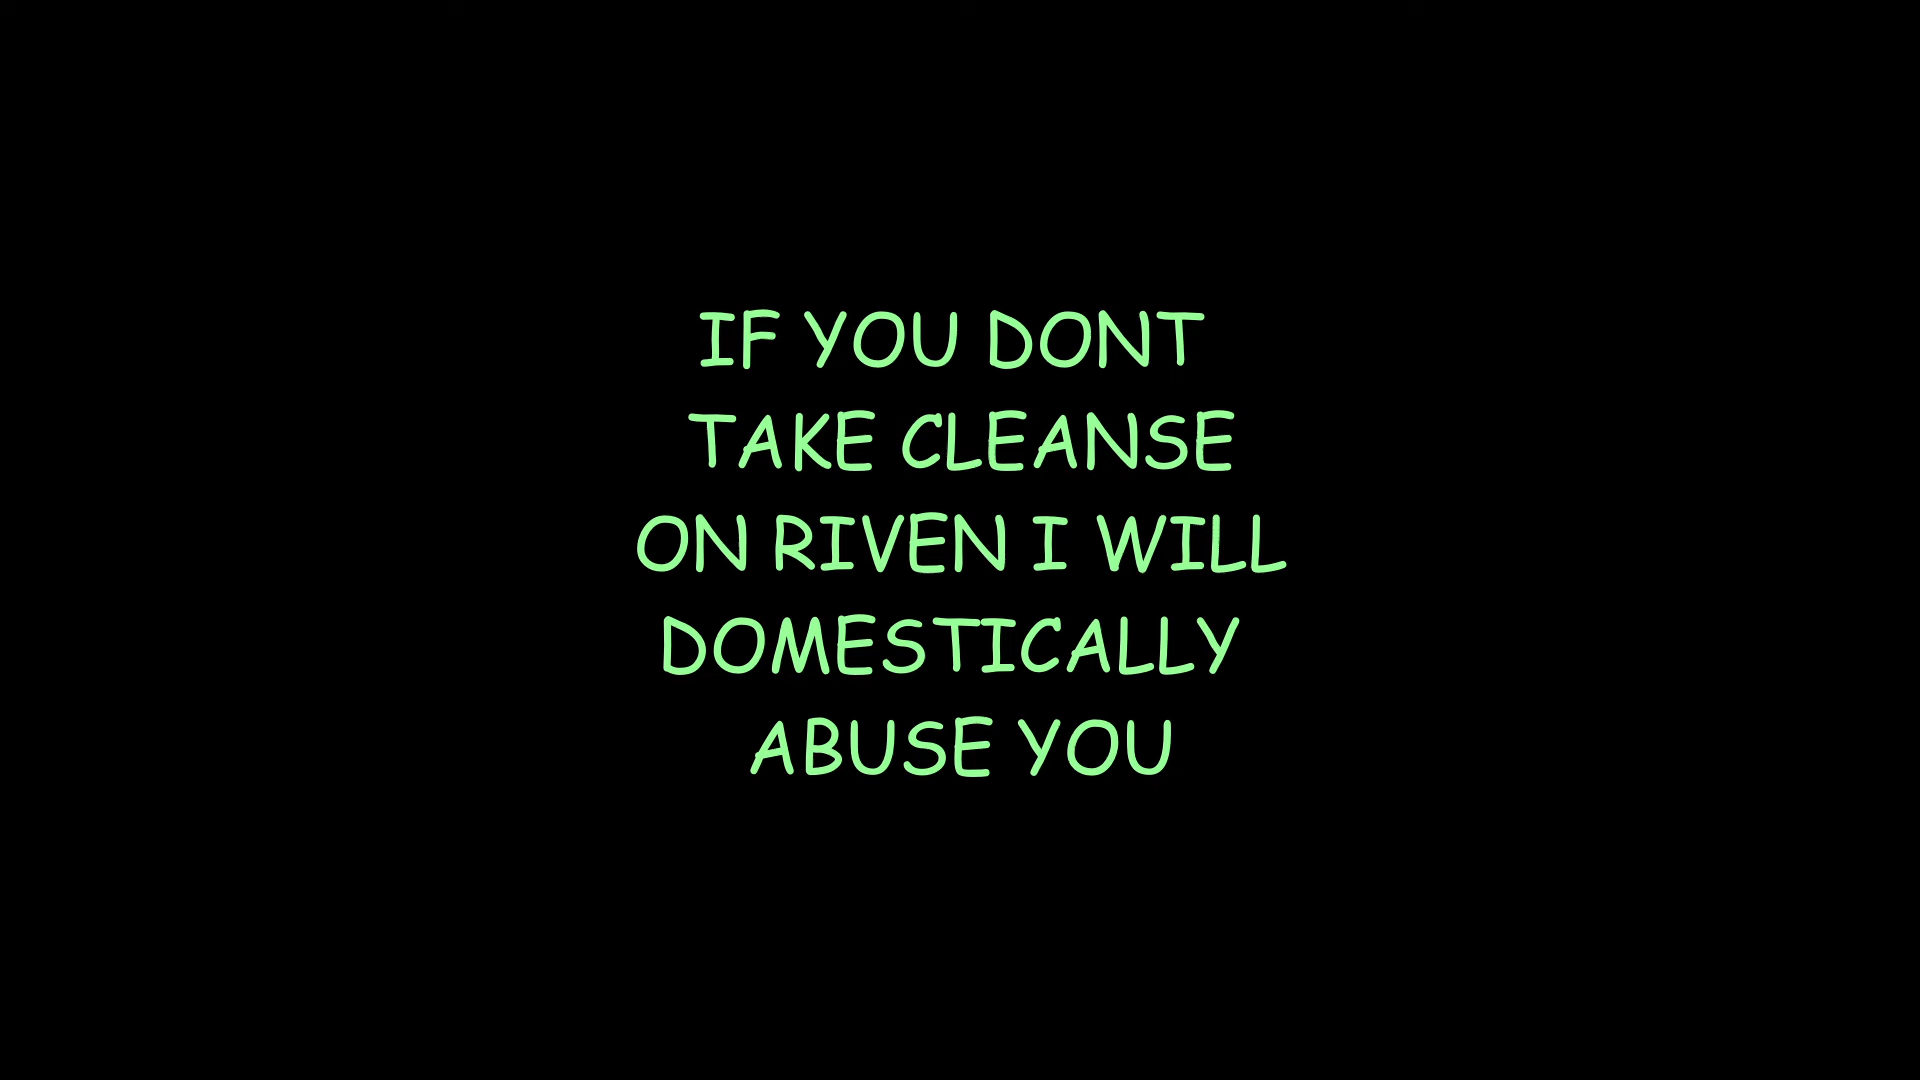 IF YOU DONT
TAKE CLEANSE
ON RIVEN I WILL
DOMESTICALLY
ABUSE YOU